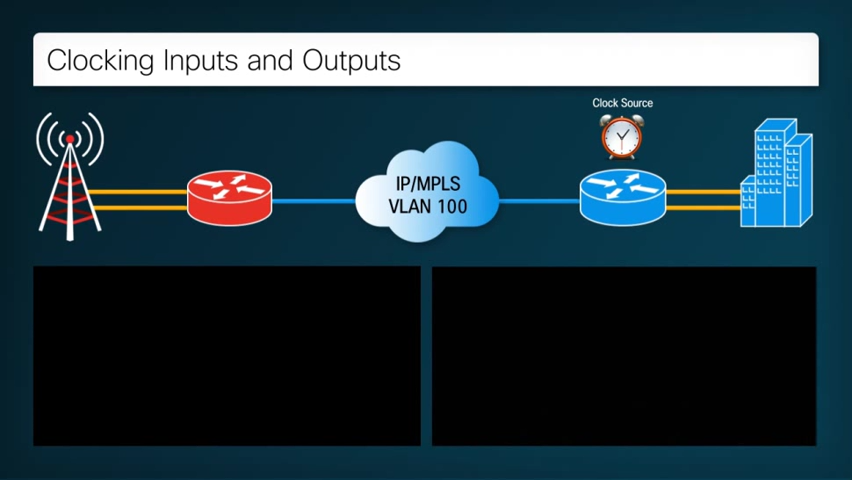 Clocking Inputs and Outputs
Clock Source
IP/MPLS
VLAN 100